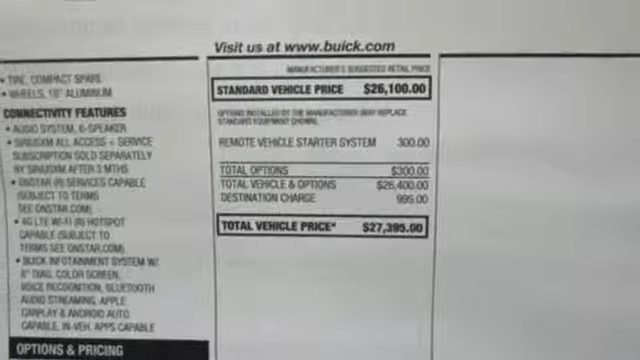 Visit us at www.buick.com
• TIRE, COMPACT SPARE
• WHEELS, 18" ALUMINUM
CONNECTIVITY FEATURES
• AUDIO SYSTEM, 6-SPEAKER
• SIRIUSXM ALL ACCESS < SERVICE
SUBSCRIPTION SOLD SEPARATELY
BY SIRIUSXM AFTER 3 MTHS
• ONSTAR (R) SERVICES CAPABLE
(SUBJECT TO TERMS
SEE ONSTAR.COM)
• 4G LTE WI-FI (R) HOTSPOT
CAPABLE (SUBJECT TO
TERMS SEE ONSTAR.COM)
• BUICK INFOTAINMENT SYSTEM W/
8" DIAG. COLOR SCREEN,
VOICE RECOGNITION, BLUETOOTH
AUDIO STREAMING, APPLE
CARPLAY & ANDROID AUTO
CAPABLE, IN-VEH. APPS CAPABLE
OPTIONS & PRICING
MANUFACTURER'S SUGGESTED RETAIL PRICE
STANDARD VEHICLE PRICE $26,100.00
OPTIONS INSTALLED BY THE MANUFACTURER (MAY REPLACE
STANDARD EQUIPMENT SHOWN)
REMOTE VEHICLE STARTER SYSTEM 300.00
TOTAL OPTIONS $300.00
TOTAL VEHICLE & OPTIONS $26,400.00
DESTINATION CHARGE 995.00
TOTAL VEHICLE PRICE* $27,395.00